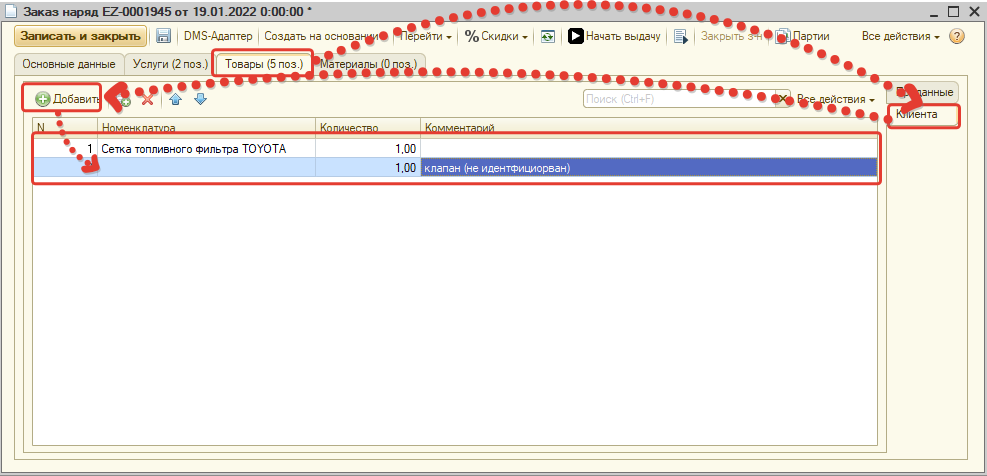 Заказ наряд EZ-0001945 от 19.01.2022 0:00:00 *
Записать и закрыть DMS-Адаптер Создать на основании Перейти % Скидки Начать выдачу Закрыть з-н Партии Все действия ?
Основные данные Услуги (2 поз.) Товары (5 поз.) Материалы (0 поз.)
Добавить Поиск (Ctrl+F) Все действия
N Номенклатура Количество Комментарий
1 Сетка топливного фильтра TOYOTA 1,00
1,00 клапан (не идентфициорван)
Клиента